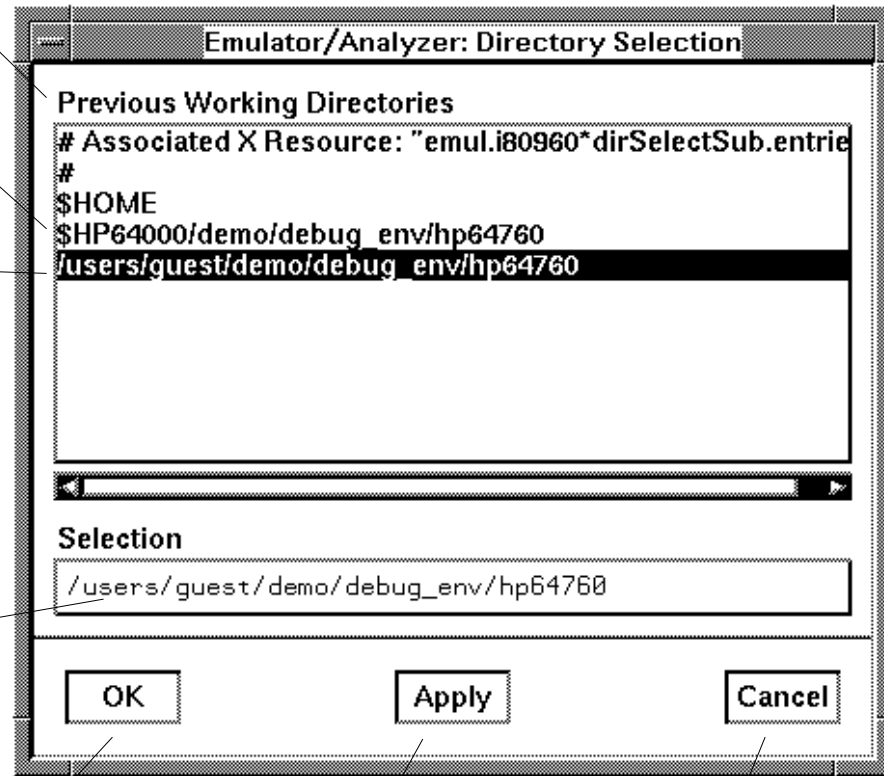 Emulator/Analyzer: Directory Selection
Previous Working Directories
# Associated X Resource: "emul.i80960*dirSelectSub.entrie
#
$HOME
$HP64000/demo/debug_env/hp64760
/users/guest/demo/debug_env/hp64760
Selection
/users/guest/demo/debug_env/hp64760
OK Apply Cancel